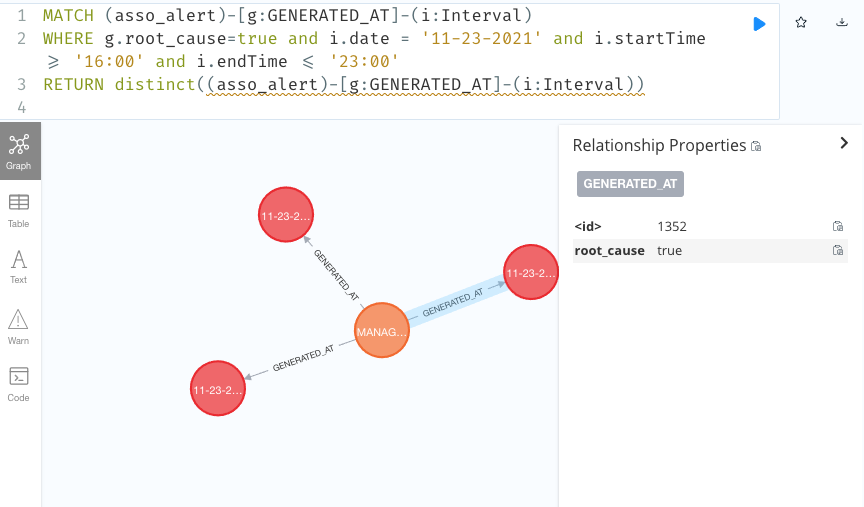 1 MATCH (asso_alert)-[g:GENERATED_AT]-(i:Interval)
2 WHERE g.root_cause=true and i.date = '11-23-2021' and i.startTime
≥ '16:00' and i.endTime ≤ '23:00'
3 RETURN distinct((asso_alert)-[g:GENERATED_AT]-(i:Interval))
4
Graph
Table
Text
Warn
Code
11-23-2...
GENERATED_AT
11-23-2...
GENERATED_AT
MANAG...
GENERATED_AT
11-23-2...
Relationship Properties
GENERATED_AT
<id> 1352
root_cause true